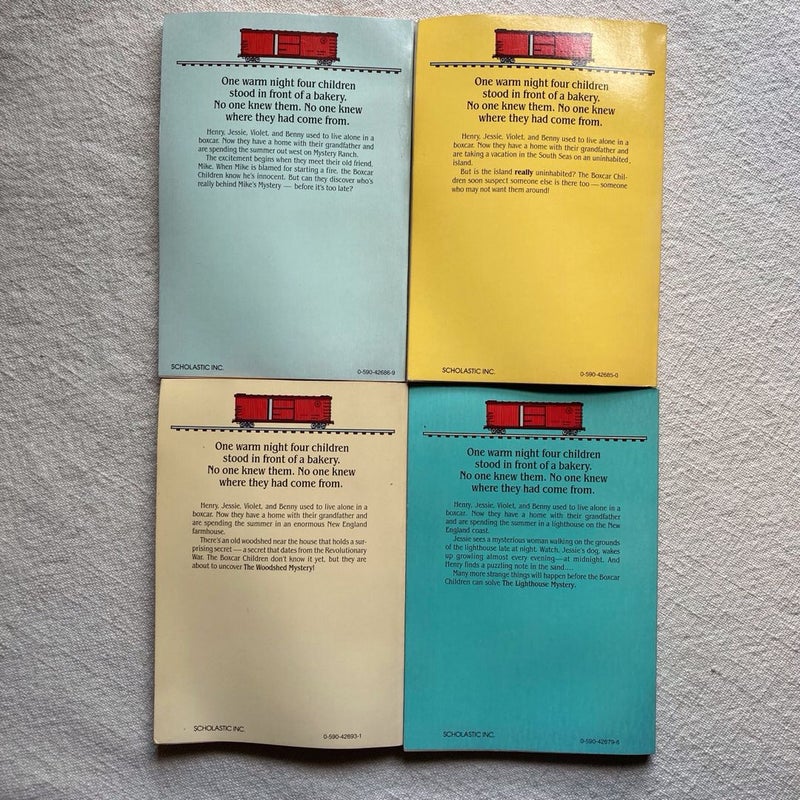 One warm night four children
stood in front of a bakery.
No one knew them. No one knew
where they had come from.
Henry, Jessie, Violet, and Benny used to live alone in a
boxcar. Now they have a home with their grandfather and
are spending the summer out west on Mystery Ranch.
The excitement begins when they meet their old friend,
Mike. When Mike is blamed for starting a fire, the Boxcar
Children know he's innocent. But can they discover who's
really behind Mike's Mystery — before it's too late?
SCHOLASTIC INC.
0-590-42686-9
One warm night four children
stood in front of a bakery.
No one knew them. No one knew
where they had come from.
Henry, Jessie, Violet, and Benny used to live alone in a
boxcar. Now they have a home with their grandfather and
are taking a vacation in the South Seas on an uninhabited
island.
But is the island really uninhabited? The Boxcar Chil-
dren soon suspect someone else is there too — someone
who may not want them around!
SCHOLASTIC INC.
0-590-42685-0
One warm night four children
stood in front of a bakery.
No one knew them. No one knew
where they had come from.
Henry, Jessie, Violet, and Benny used to live alone in a
boxcar. Now they have a home with their grandfather and
are spending the summer in an enormous New England
farmhouse.
There's an old woodshed near the house that holds a sur-
prising secret — a secret that dates from the Revolutionary
War. The Boxcar Children don't know it yet, but they are
about to uncover The Woodshed Mystery!
SCHOLASTIC INC.
0-590-42693-1
One warm night four children
stood in front of a bakery.
No one knew them. No one knew
where they had come from.
Henry, Jessie, Violet, and Benny used to live alone in a
boxcar. Now they have a home with their grandfather
and are spending the summer in a lighthouse on the New
England coast.
Jessie sees a mysterious woman walking on the grounds
of the lighthouse late at night. Watch, Jessie's dog, wakes
up growling almost every evening—at midnight. And
Henry finds a puzzling note in the sand....
Many more strange things will happen before the Boxcar
Children can solve The Lighthouse Mystery.
SCHOLASTIC INC.
0-590-42679-6